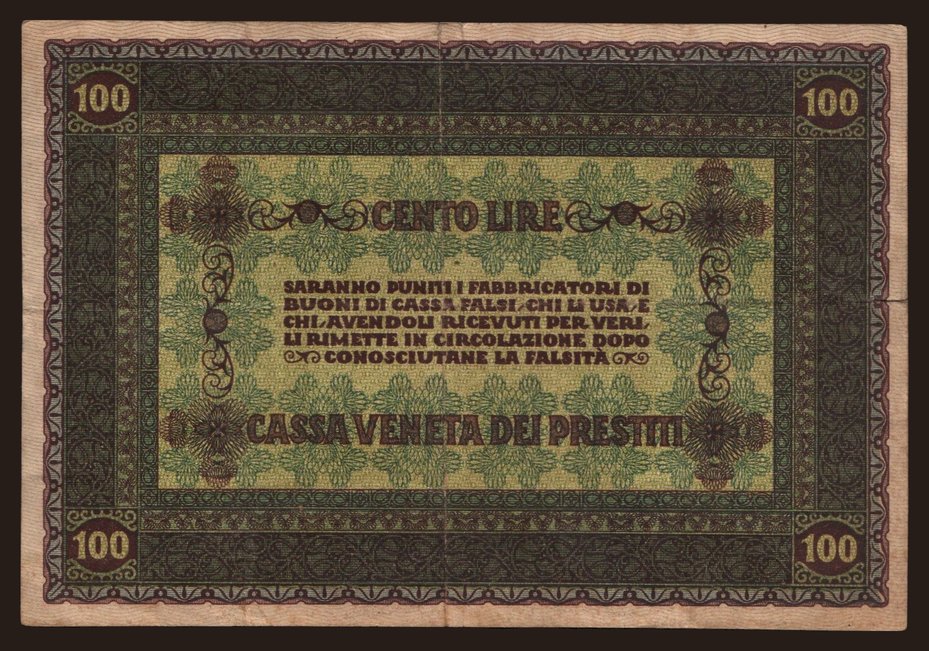 100
100
CENTO LIRE
SARANNO PUNITI I FABBRICATORI DI
BUONI DI CASSA FALSI, CHI LI USA, E
CHI, AVENDOLI RICEVUTI PER VERI,
LI RIMETTE IN CIRCOLAZIONE DOPO
CONOSCIUTANE LA FALSITÀ
CASSA VENETA DEI PRESTITI
100
100